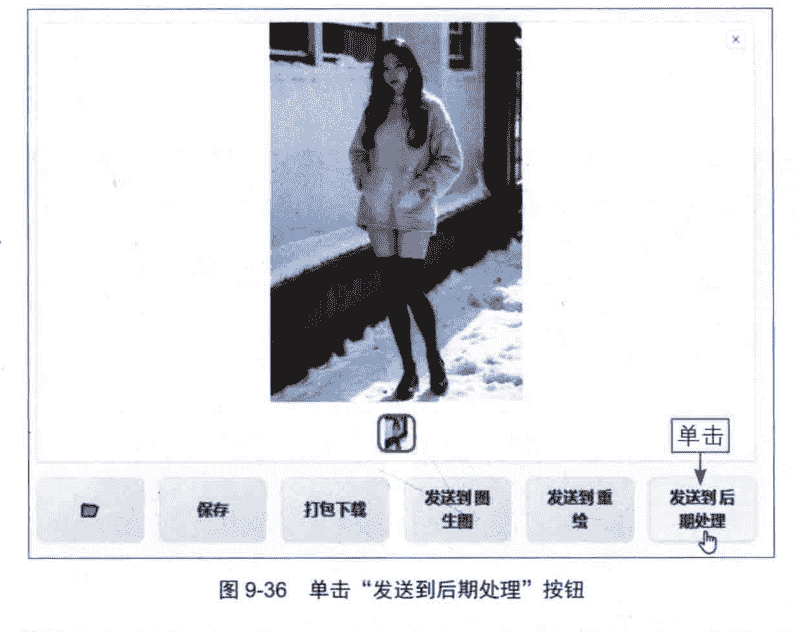 ×
单击
保存
打包下载
发送到图
生图
发送到重
绘
发送到后
期处理
图 9-36 单击“发送到后期处理”按钮